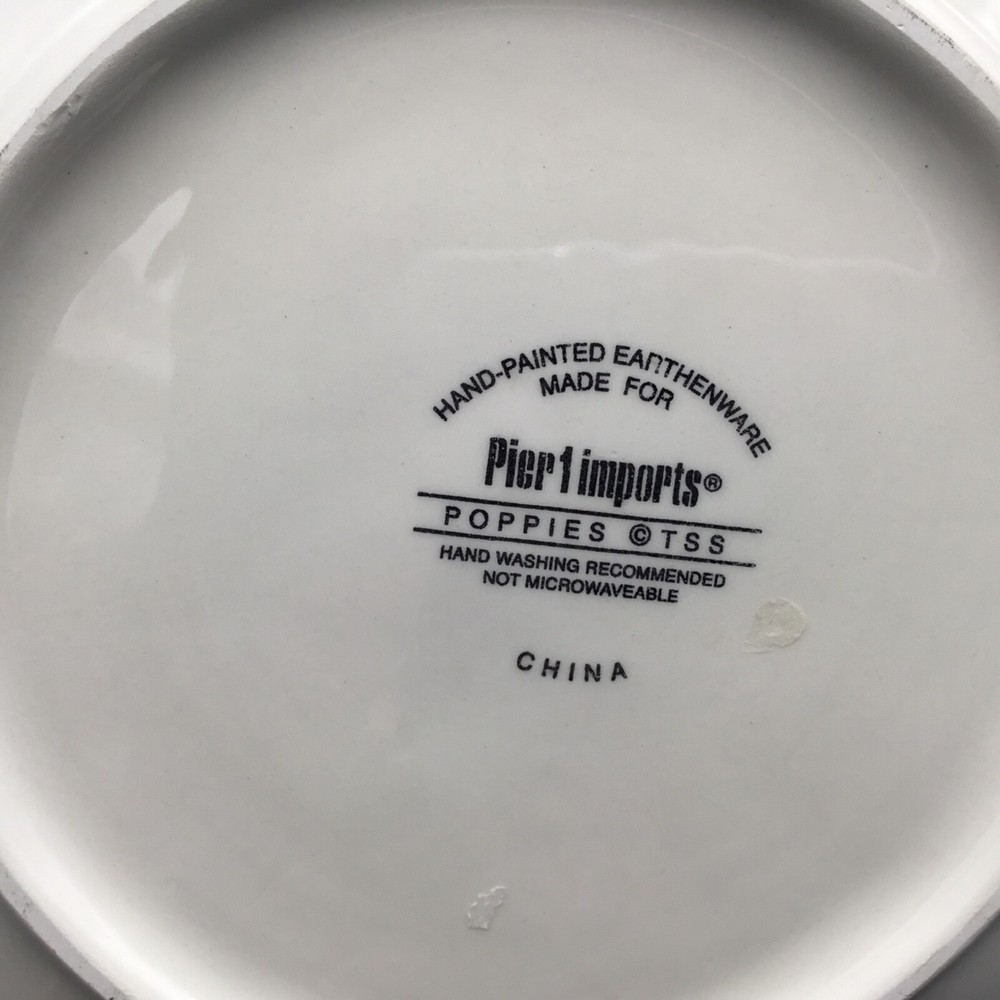 HAND-PAINTED EARTHENWARE
MADE FOR
Pier 1 imports®
POPPIES ©TSS
HAND WASHING RECOMMENDED
NOT MICROWAVEABLE
CHINA